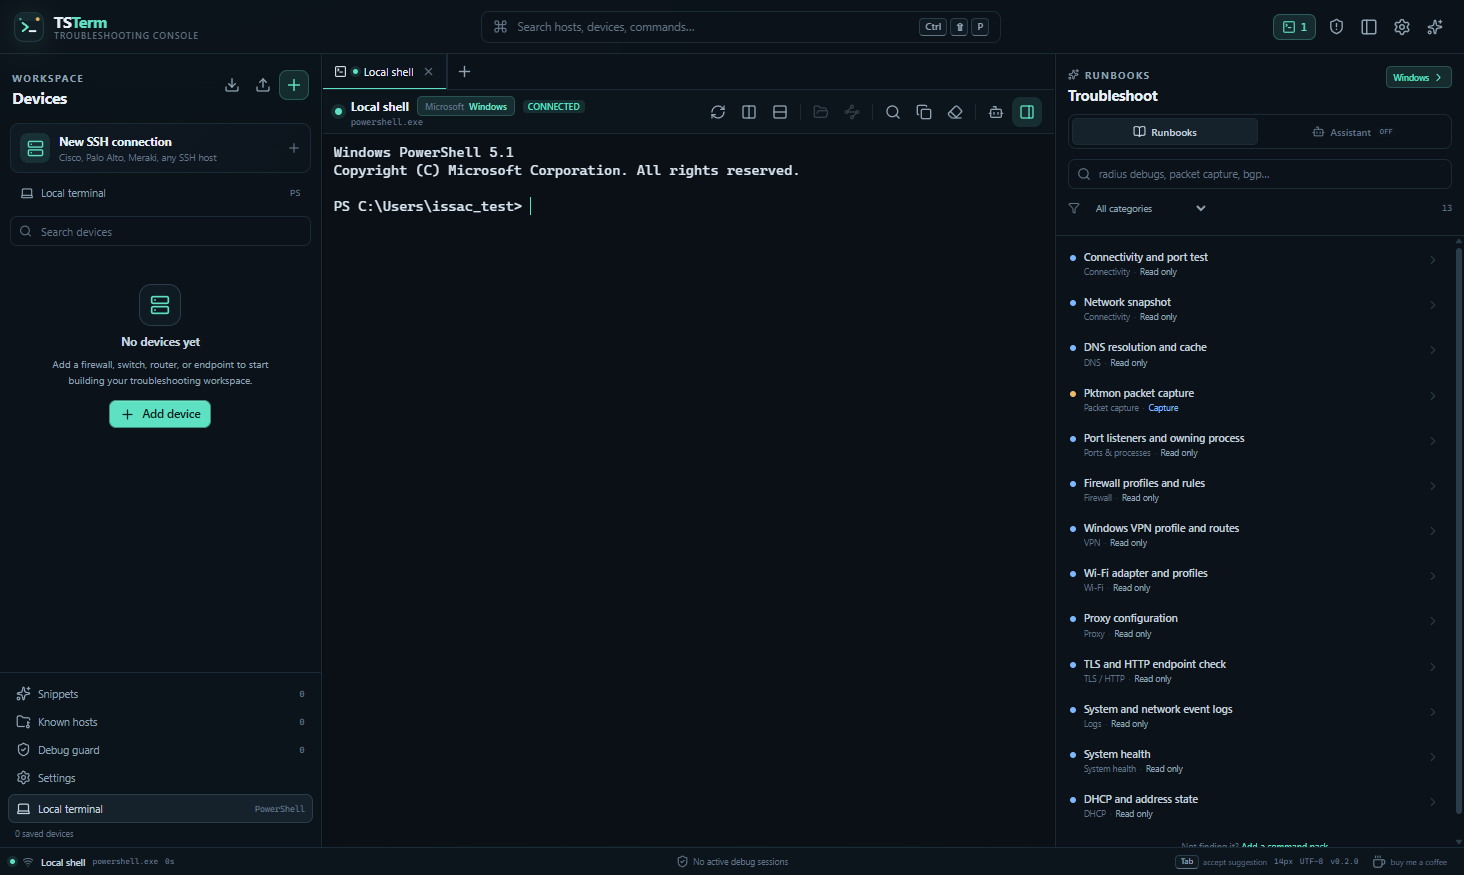 TSTerm
TROUBLESHOOTING CONSOLE
Search hosts, devices, commands...
Ctrl
P
1
WORKSPACE
Devices
New SSH connection
Cisco, Palo Alto, Meraki, any SSH host
Local terminal
PS
Search devices
No devices yet
Add a firewall, switch, router, or endpoint to start
building your troubleshooting workspace.
Add device
Snippets
0
Known hosts
0
Debug guard
0
Settings
Local terminal
PowerShell
0 saved devices
Local shell
Local shell
Microsoft Windows
CONNECTED
powershell.exe
Windows PowerShell 5.1
Copyright (C) Microsoft Corporation. All rights reserved.
PS C:\Users\issac_test>
RUNBOOKS
Troubleshoot
Windows
Runbooks
Assistant OFF
radius debugs, packet capture, bgp...
All categories
13
Connectivity and port test
Connectivity · Read only
Network snapshot
Connectivity · Read only
DNS resolution and cache
DNS · Read only
Pktmon packet capture
Packet capture · Capture
Port listeners and owning process
Ports & processes · Read only
Firewall profiles and rules
Firewall · Read only
Windows VPN profile and routes
VPN · Read only
Wi-Fi adapter and profiles
Wi-Fi · Read only
Proxy configuration
Proxy · Read only
TLS and HTTP endpoint check
TLS / HTTP · Read only
System and network event logs
Logs · Read only
System health
System health · Read only
DHCP and address state
DHCP · Read only
Not finding it? Add a command pack
Local shell powershell.exe 0s
No active debug sessions
Tab accept suggestion 14px UTF-8 v0.2.0
buy me a coffee